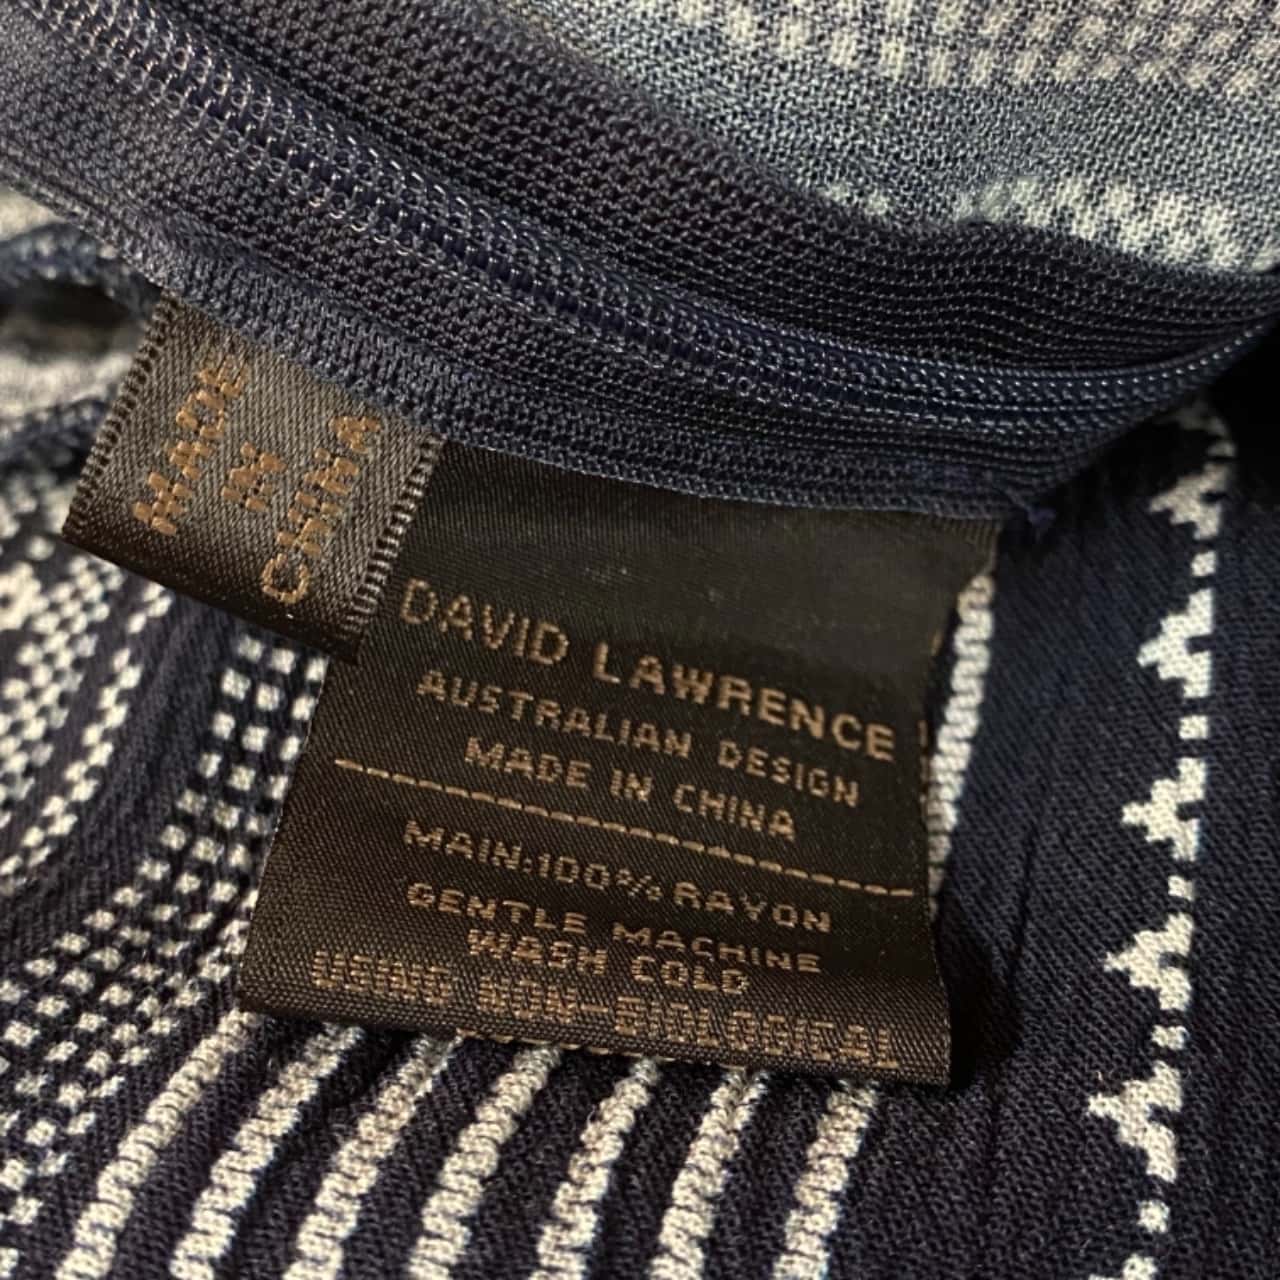 MADE
IN
CHINA
DAVID LAWRENCE
AUSTRALIAN DESIGN
MADE IN CHINA
MAIN:100% RAYON
GENTLE MACHINE
WASH COLD
USING NON-BIOLOGICAL